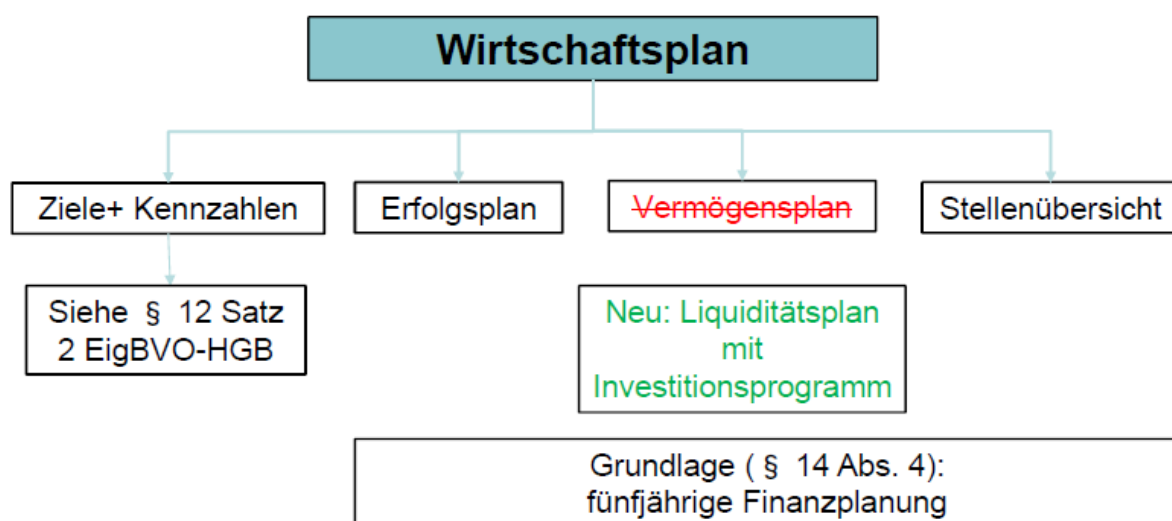 Wirtschaftsplan
Ziele+ Kennzahlen
Erfolgsplan
Vermögensplan
Stellenübersicht
Siehe § 12 Satz
2 EigBVO-HGB
Neu: Liquiditätsplan
mit
Investitionsprogramm
Grundlage ( § 14 Abs. 4):
fünfjährige Finanzplanung